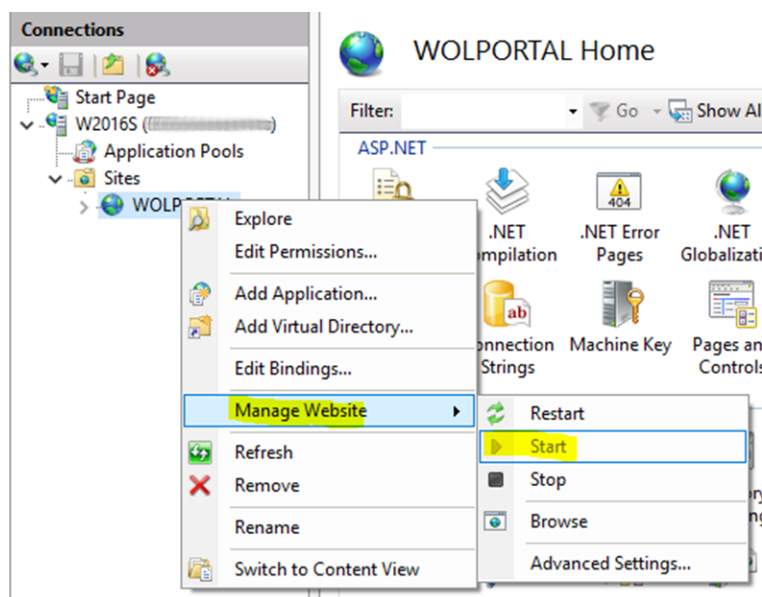 Connections
Start Page
W2016S (
)
Application Pools
Sites
WOLPORTAL Home
Filter:
Go
Show Al
ASP.NET
.NET
.NET Error
Pages
.NET
Globalizati
Machine Key
Pages an
Controls
nnection
Strings
mpilation
404
ab
Explore
Edit Permissions...
Add Application...
Add Virtual Directory...
Edit Bindings...
Manage Website
Refresh
Remove
Rename
Switch to Content View
Restart
Start
Stop
Browse
Advanced Settings...